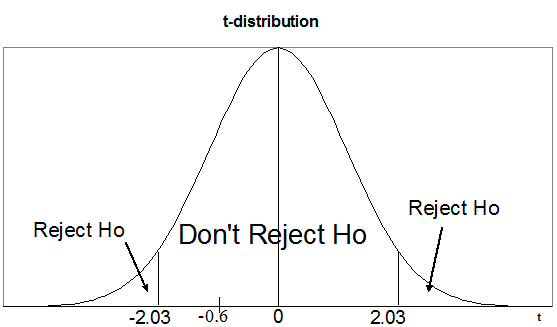 t-distribution
Reject Ho
Reject Ho
Don't Reject Ho
-2.03
-0.6
0
2.03
t